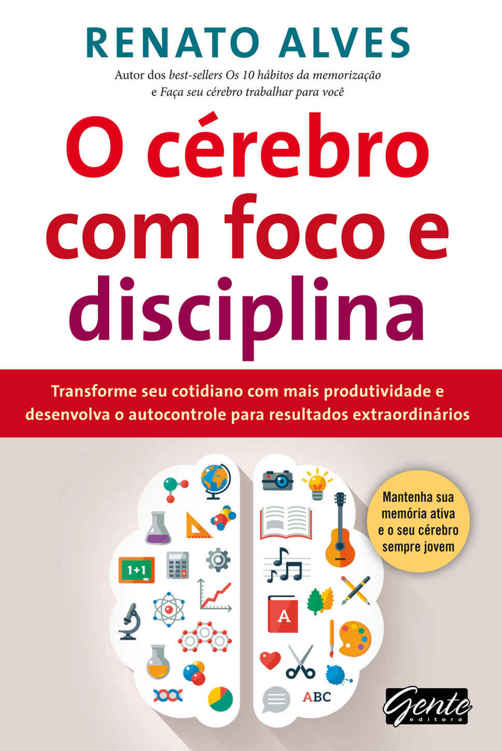 RENATO ALVES
Autor dos best-sellers Os 10 hábitos da memorização
e Faça seu cérebro trabalhar para você
O cérebro
com foco e
disciplina
Transforme seu cotidiano com mais produtividade e
desenvolva o autocontrole para resultados extraordinários
Mantenha sua
memória ativa
e o seu cérebro
sempre jovem
1+1
A
ABC
Gente
editora